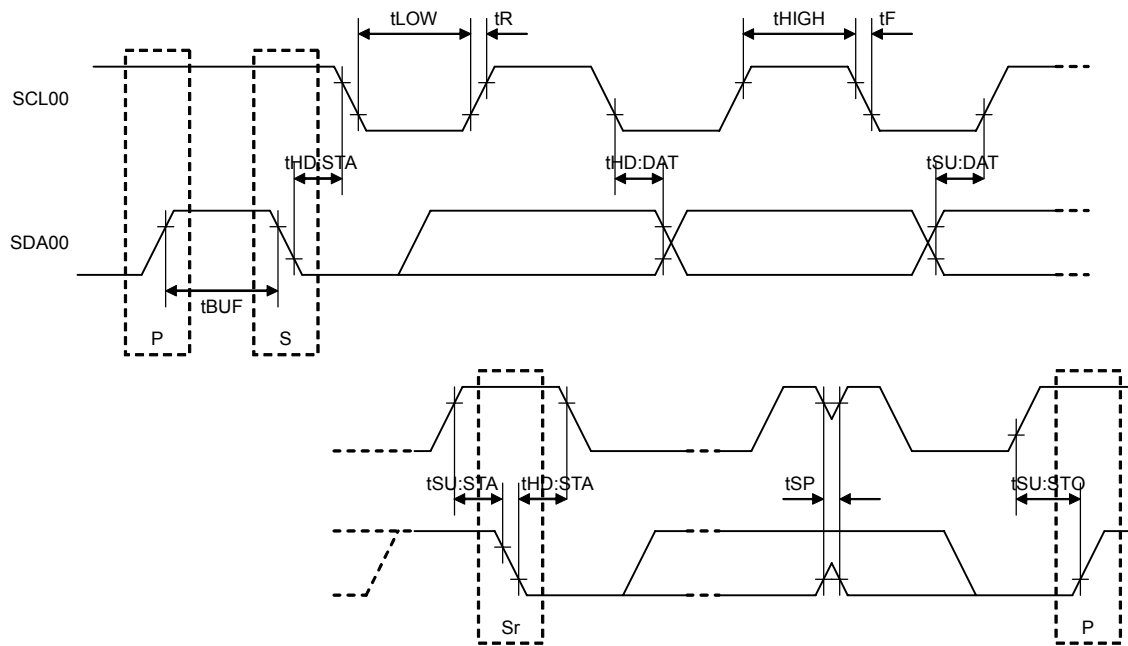 tLOW tR tHIGH tF
SCL00
tHD:STA tHD:DAT tSU:DAT
SDA00
tBUF
P S
tSU:STA tHD:STA tSP tSU:STO
Sr P